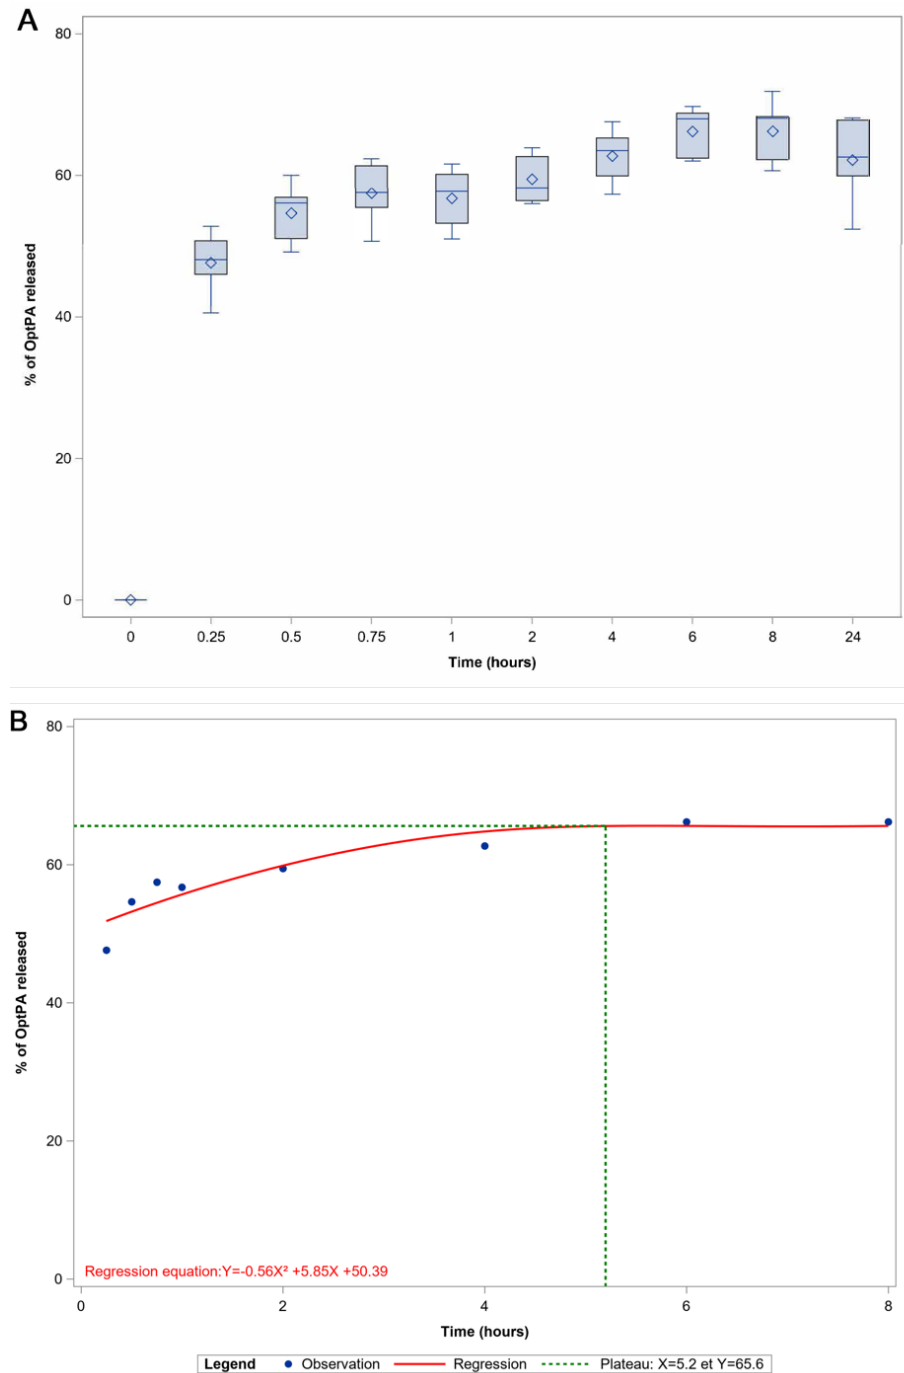 A
80
60
40
20
0
% of OptPA released
0 0.25 0.5 0.75 1 2 4 6 8 24
Time (hours)
B
80
60
40
20
0
% of OptPA released
Regression equation:Y=-0.56X² +5.85X +50.39
0 2 4 6 8
Time (hours)
Legend Observation Regression Plateau: X=5.2 et Y=65.6